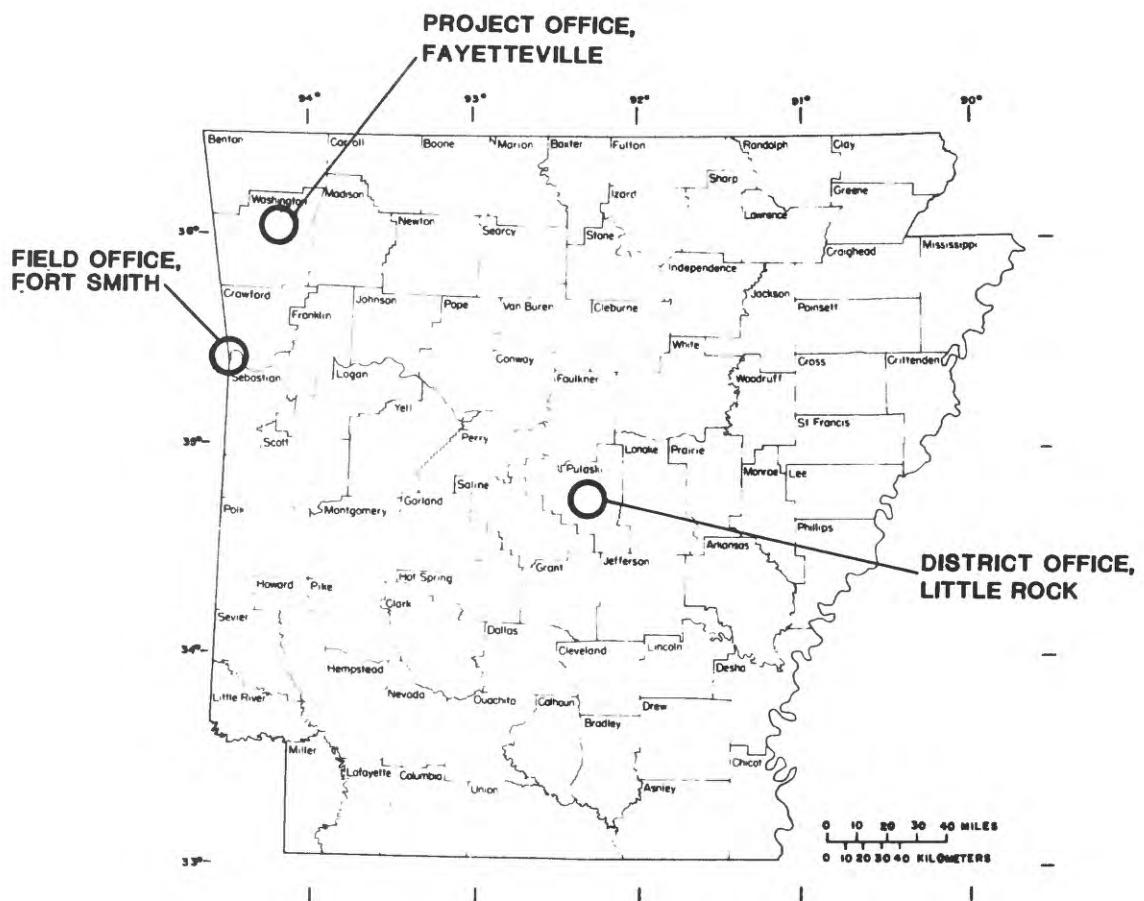 PROJECT OFFICE,
FAYETTEVILLE
94° 93° 92° 91° 90°
Benton Carroll Boone Marion Baxter Fulton Randolph Clay
Sharp
Washington Madison Izard Greene
Newton Searcy Stone Lawrence
36°
FIELD OFFICE,
FORT SMITH
Craighead Mississippi
Independence
Crawford Johnson Pope Van Buren Cleburne Jackson Poinsett
Franklin
White
Sebastian Logan Conway Faulkner Woodruff Cross Crittenden
Yell
St Francis
Scott Perry
35°
Lonoke Prairie
Pulaski Monroe Lee
Saline
Polk Montgomery Garland
Phillips
Arkansas
Grant Jefferson
DISTRICT OFFICE,
LITTLE ROCK
Howard Pike Hot Spring
Clark
Sevier
Dallas
Cleveland Lincoln
34°
Hempstead Desha
Little River Nevada Ouachita Calhoun Drew
Bradley
Miller
Lafayette Columbia Union Ashley Chicot
0 10 20 30 40 MILES
33°
0 10 20 30 40 KILOMETERS